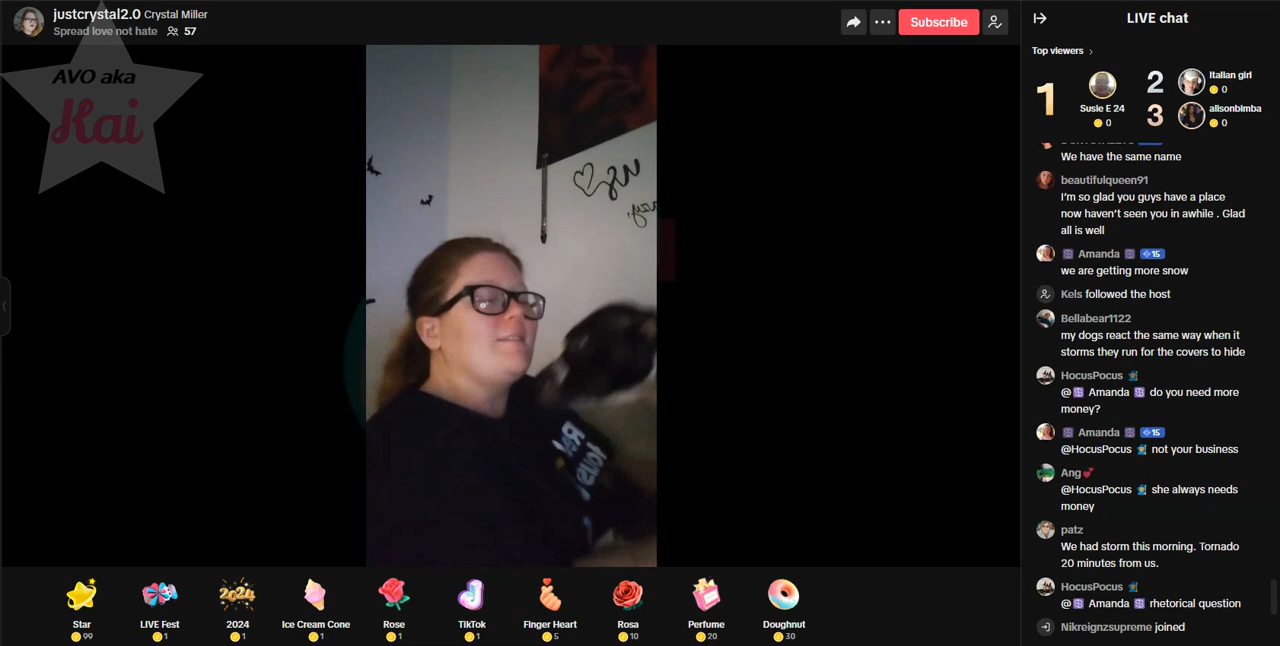 justcrystal2.0 Crystal Miller
Spread love not hate 57
Subscribe
AVO aka
Kai
us
Star
99
LIVE Fest
1
2024
2024
1
Ice Cream Cone
1
Rose
1
TikTok
1
Finger Heart
5
Rosa
10
Perfume
20
Doughnut
30
LIVE chat
Top viewers
1
Susie E 24
0
2
Italian girl
0
3
alisonbimba
0
We have the same name
beautifulqueen91
I'm so glad you guys have a place
now haven't seen you in awhile . Glad
all is well
Amanda 15
we are getting more snow
Kels followed the host
Bellabear1122
my dogs react the same way when it
storms they run for the covers to hide
HocusPocus
@ Amanda do you need more
money?
Amanda 15
@HocusPocus not your business
Ang
@HocusPocus she always needs
money
patz
We had storm this morning. Tornado
20 minutes from us.
HocusPocus
@ Amanda rhetorical question
Nikreignzsupreme joined